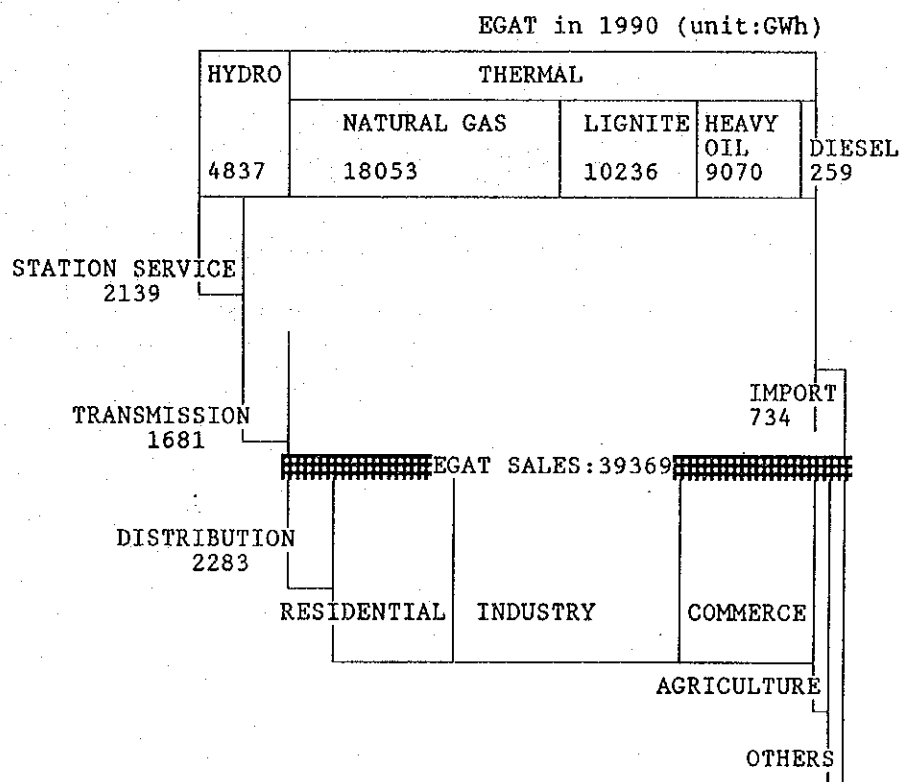 EGAT in 1990 (unit:GWh)
HYDRO
THERMAL
NATURAL GAS
LIGNITE
HEAVY
OIL
DIESEL
4837
18053
10236
9070
259
STATION SERVICE
2139
IMPORT
734
TRANSMISSION
1681
EGAT SALES:39369
DISTRIBUTION
2283
RESIDENTIAL
INDUSTRY
COMMERCE
AGRICULTURE
OTHERS